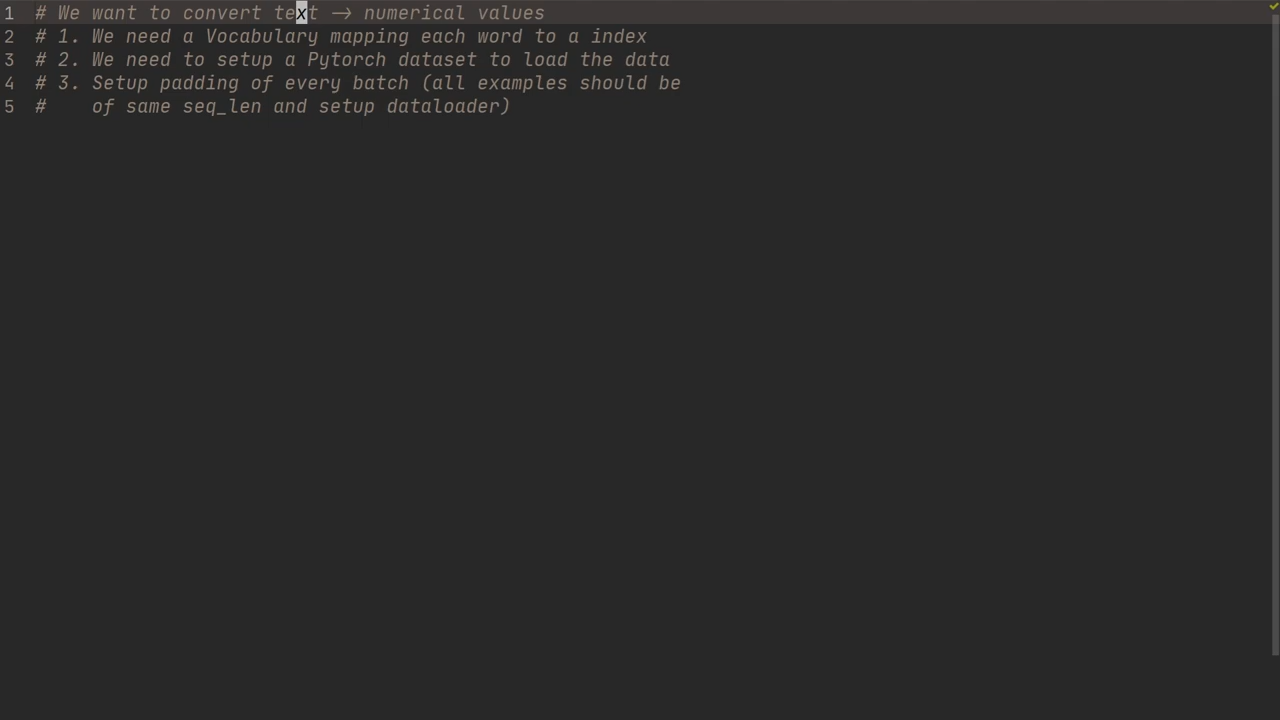 1 # We want to convert text -> numerical values
2 # 1. We need a Vocabulary mapping each word to a index
3 # 2. We need to setup a Pytorch dataset to load the data
4 # 3. Setup padding of every batch (all examples should be
5 #    of same seq_len and setup dataloader)